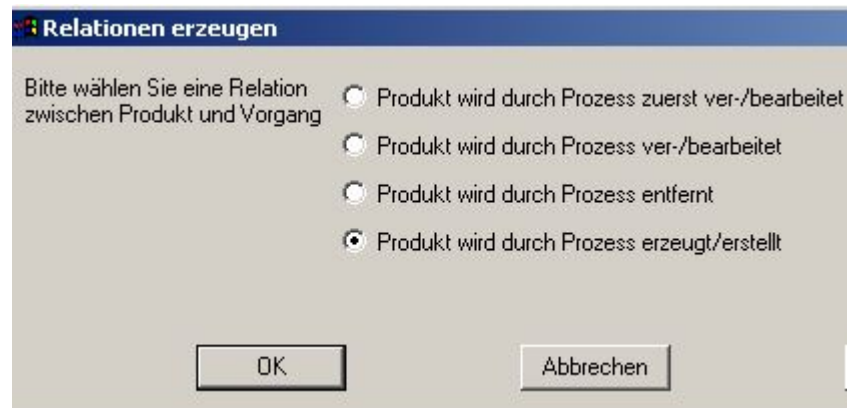 Relationen erzeugen
Bitte wählen Sie eine Relation
zwischen Produkt und Vorgang
Produkt wird durch Prozess zuerst ver-/bearbeitet
Produkt wird durch Prozess ver-/bearbeitet
Produkt wird durch Prozess entfernt
Produkt wird durch Prozess erzeugt/erstellt
OK
Abbrechen